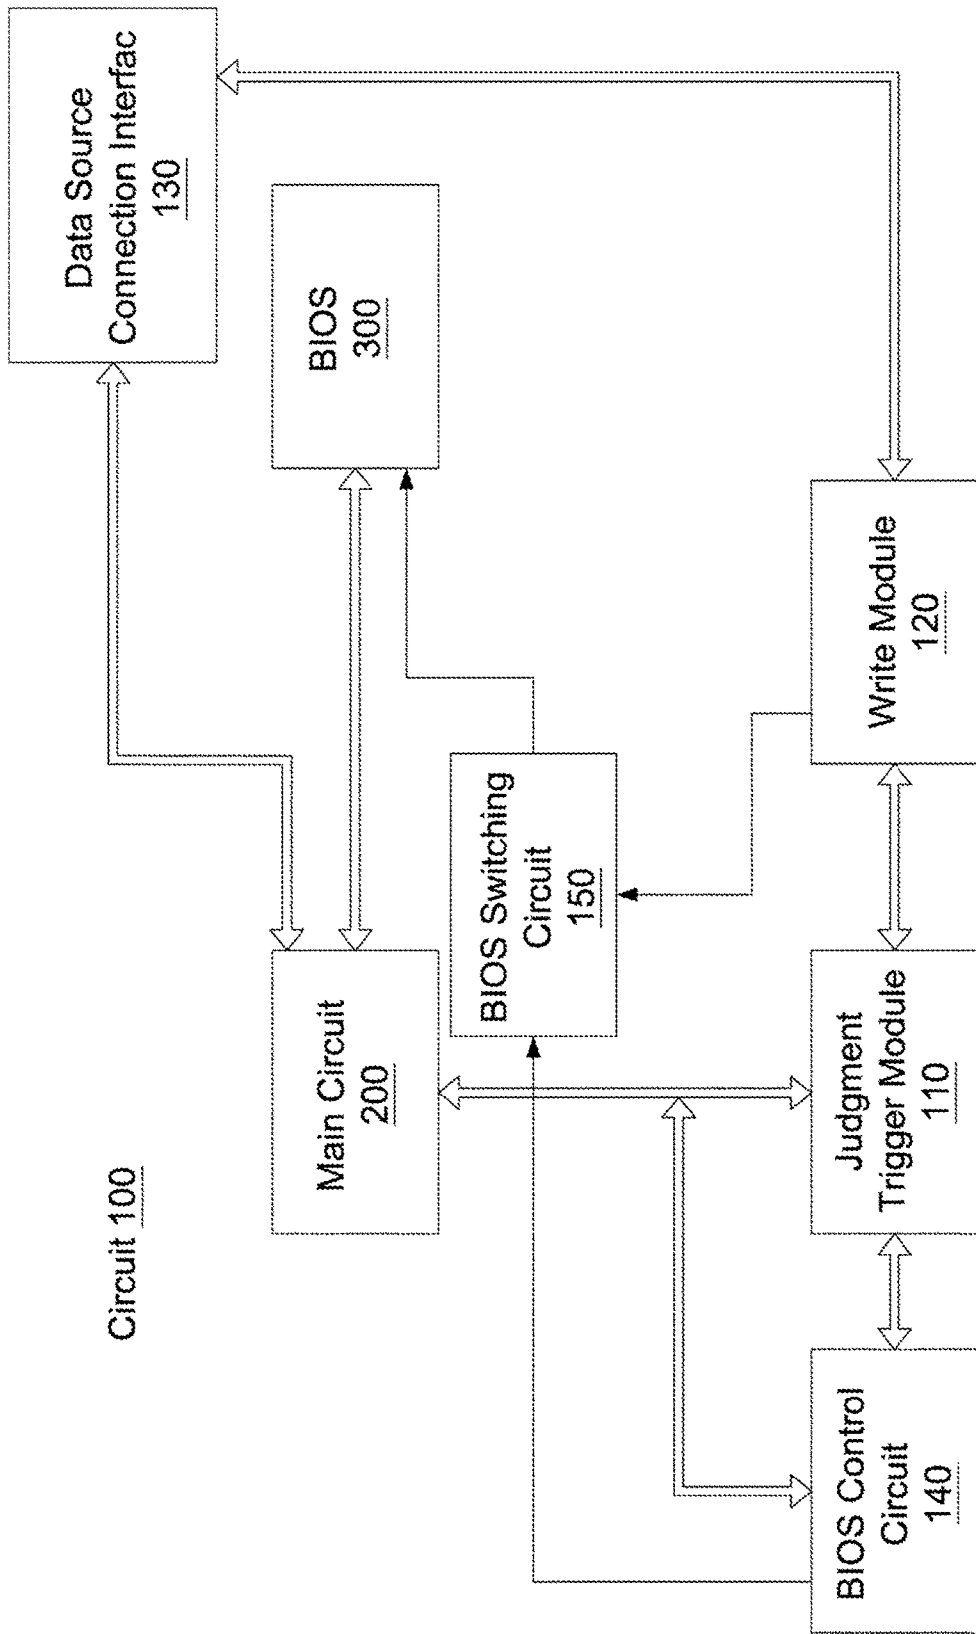 Circuit 100
Data Source
Connection Interfac
130
Main Circuit
200
BIOS
300
BIOS Switching
Circuit
150
BIOS Control
Circuit
140
Judgment
Trigger Module
110
Write Module
120